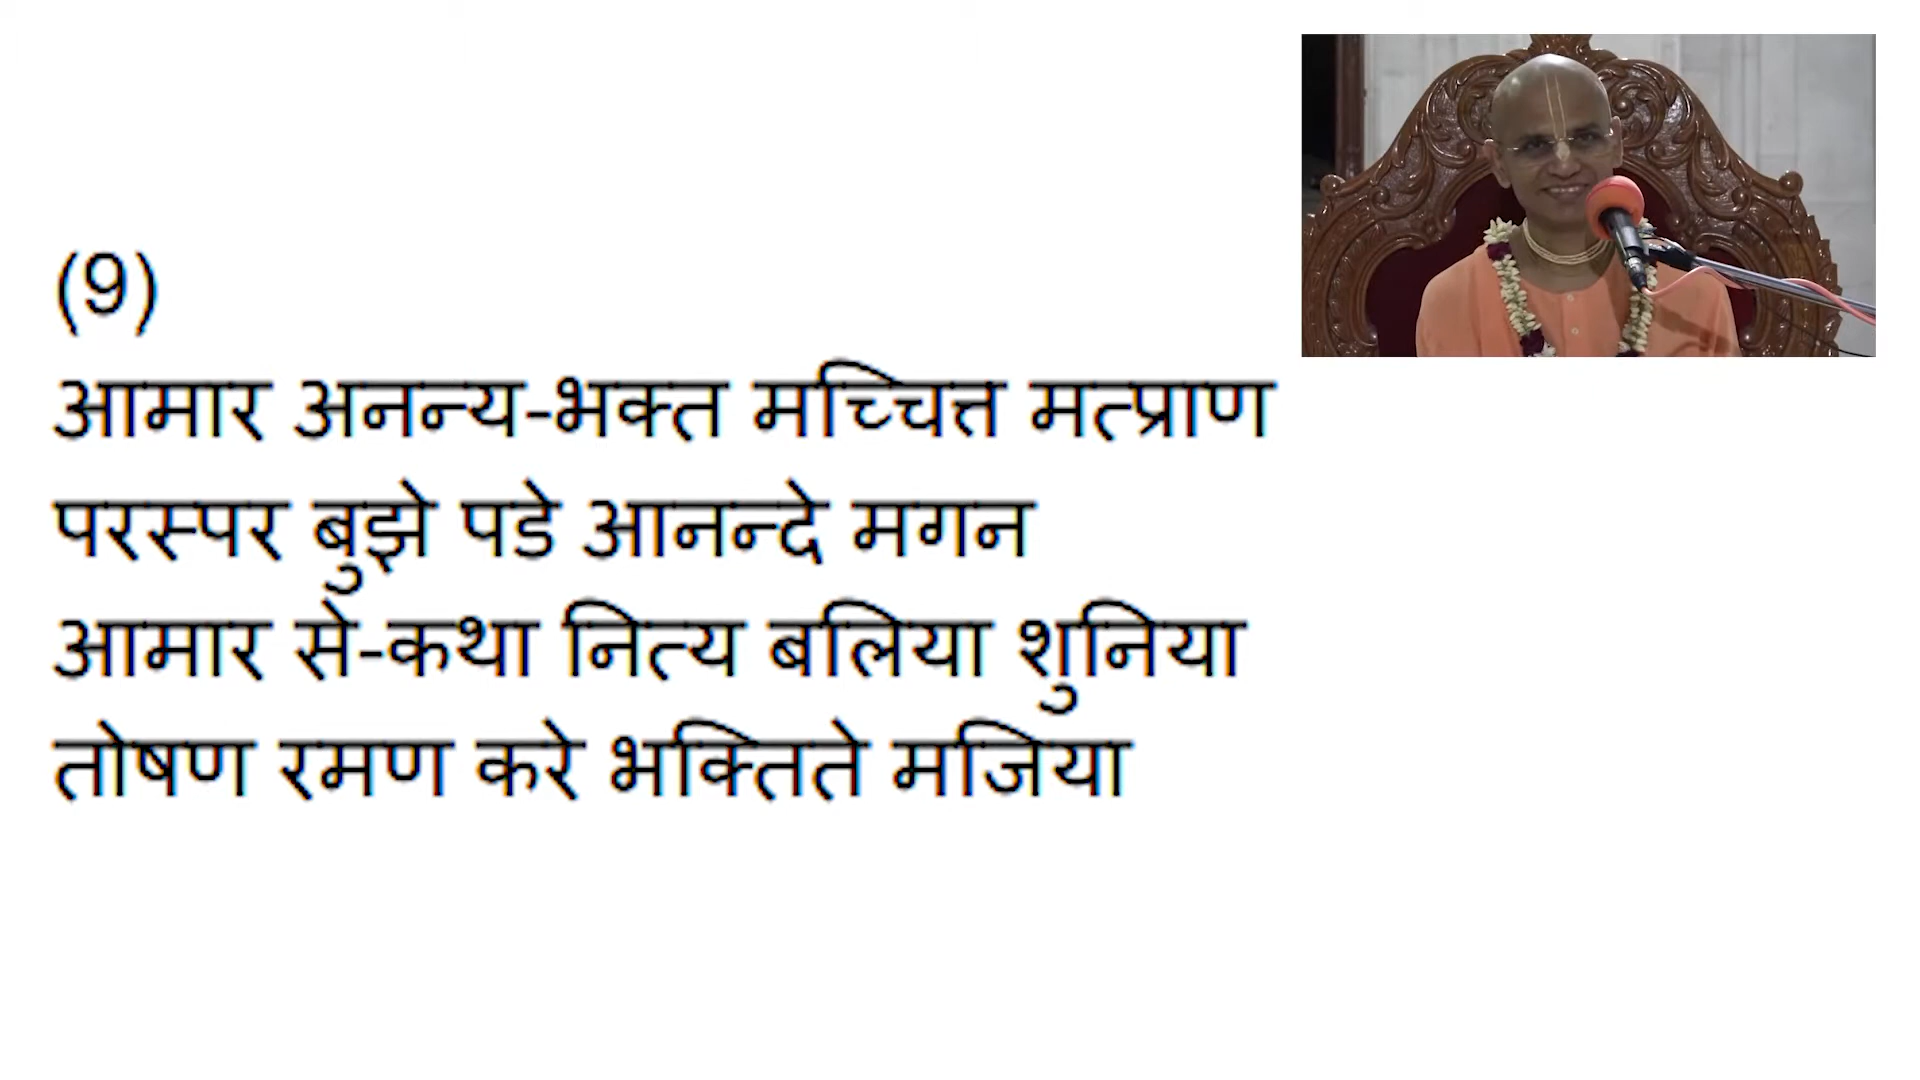 (9)
आमार अनन्य-भक्त मच्चित्त मत्प्राण
परस्पर बुझे पडे आनन्दे मगन
आमार से-कथा नित्य बलिया शुनिया
तोषण रमण करे भक्तिते मजिया